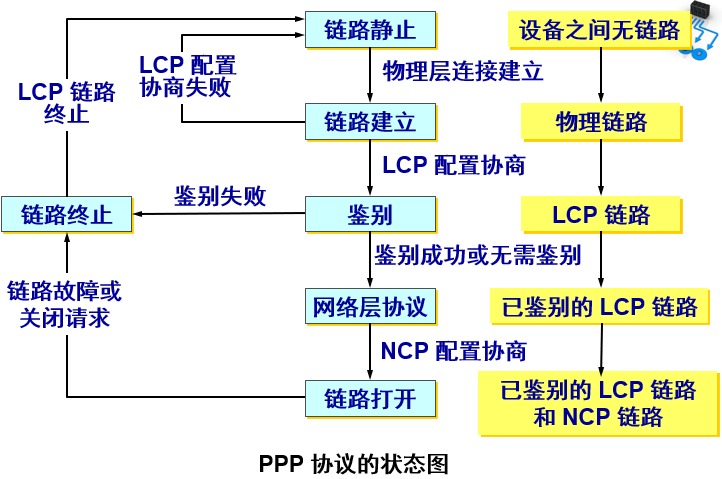 链路静止
设备之间无链路
LCP 配置
协商失败
物理层连接建立
LCP 链路
终止
链路建立
物理链路
LCP 配置协商
鉴别失败
链路终止
鉴别
LCP 链路
鉴别成功或无需鉴别
链路故障或
关闭请求
网络层协议
已鉴别的 LCP 链路
NCP 配置协商
链路打开
已鉴别的 LCP 链路
和 NCP 链路
PPP 协议的状态图